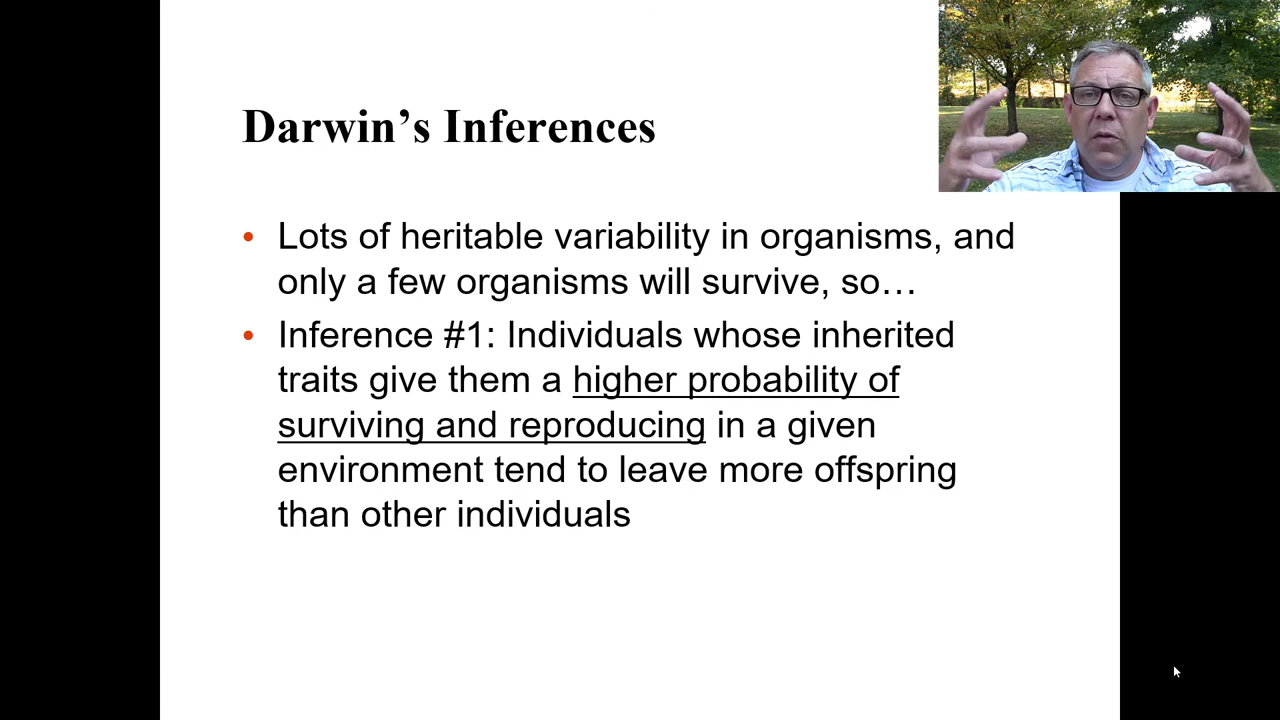 Darwin’s Inferences
• Lots of heritable variability in organisms, and
only a few organisms will survive, so…
• Inference #1: Individuals whose inherited
traits give them a higher probability of
surviving and reproducing in a given
environment tend to leave more offspring
than other individuals